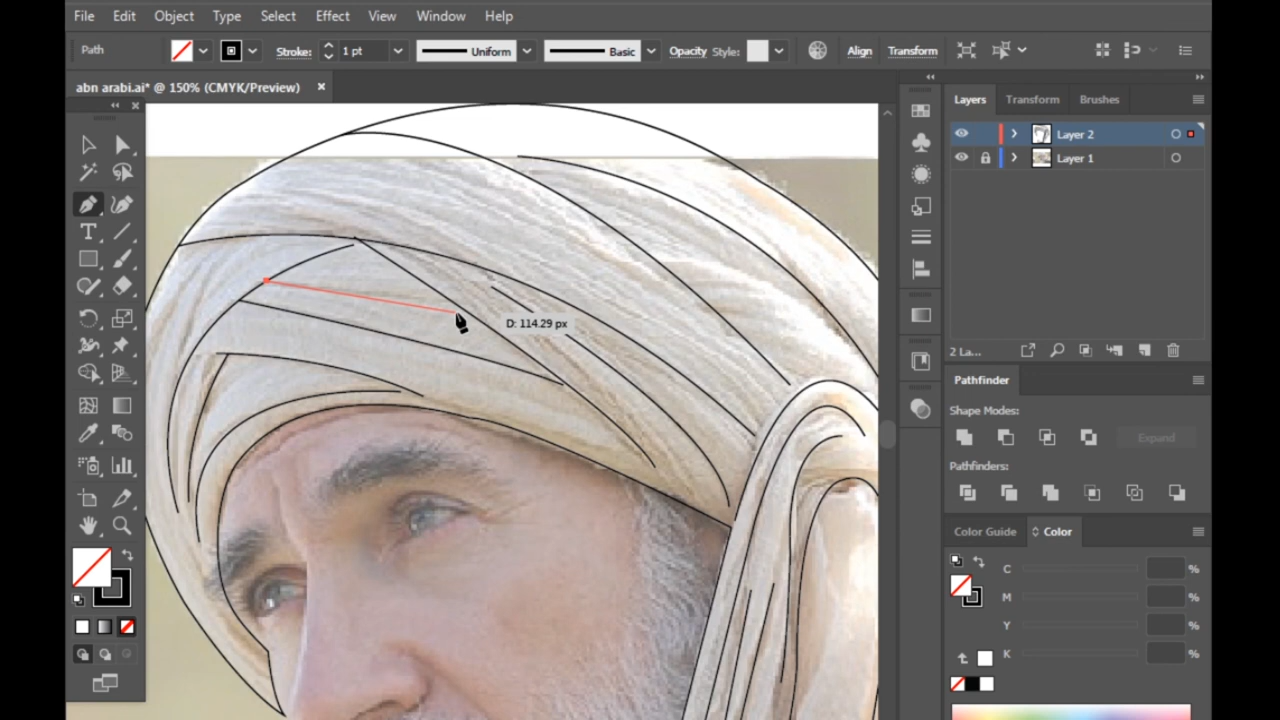 File Edit Object Type Select Effect View Window Help
Path Stroke: 1 pt Uniform Basic Opacity Style: Align Transform
abn arabi.ai* @ 150% (CMYK/Preview) ×
Layers Transform Brushes
Layer 2
Layer 1
D: 114.29 px
2 La...
Pathfinder
Shape Modes:
Expand
Pathfinders:
Color Guide Color
C %
M %
Y %
K %